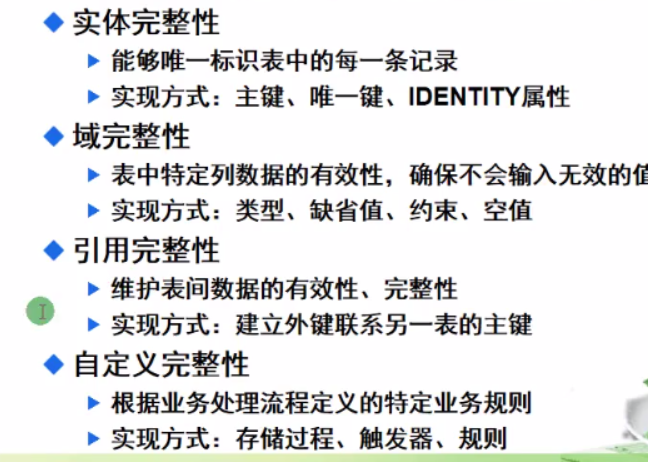 实体完整性
能够唯一标识表中的每一条记录
实现方式：主键、唯一键、IDENTITY属性
域完整性
表中特定列数据的有效性，确保不会输入无效的值
实现方式：类型、缺省值、约束、空值
引用完整性
维护表间数据的有效性、完整性
实现方式：建立外键联系另一表的主键
自定义完整性
根据业务处理流程定义的特定业务规则
实现方式：存储过程、触发器、规则